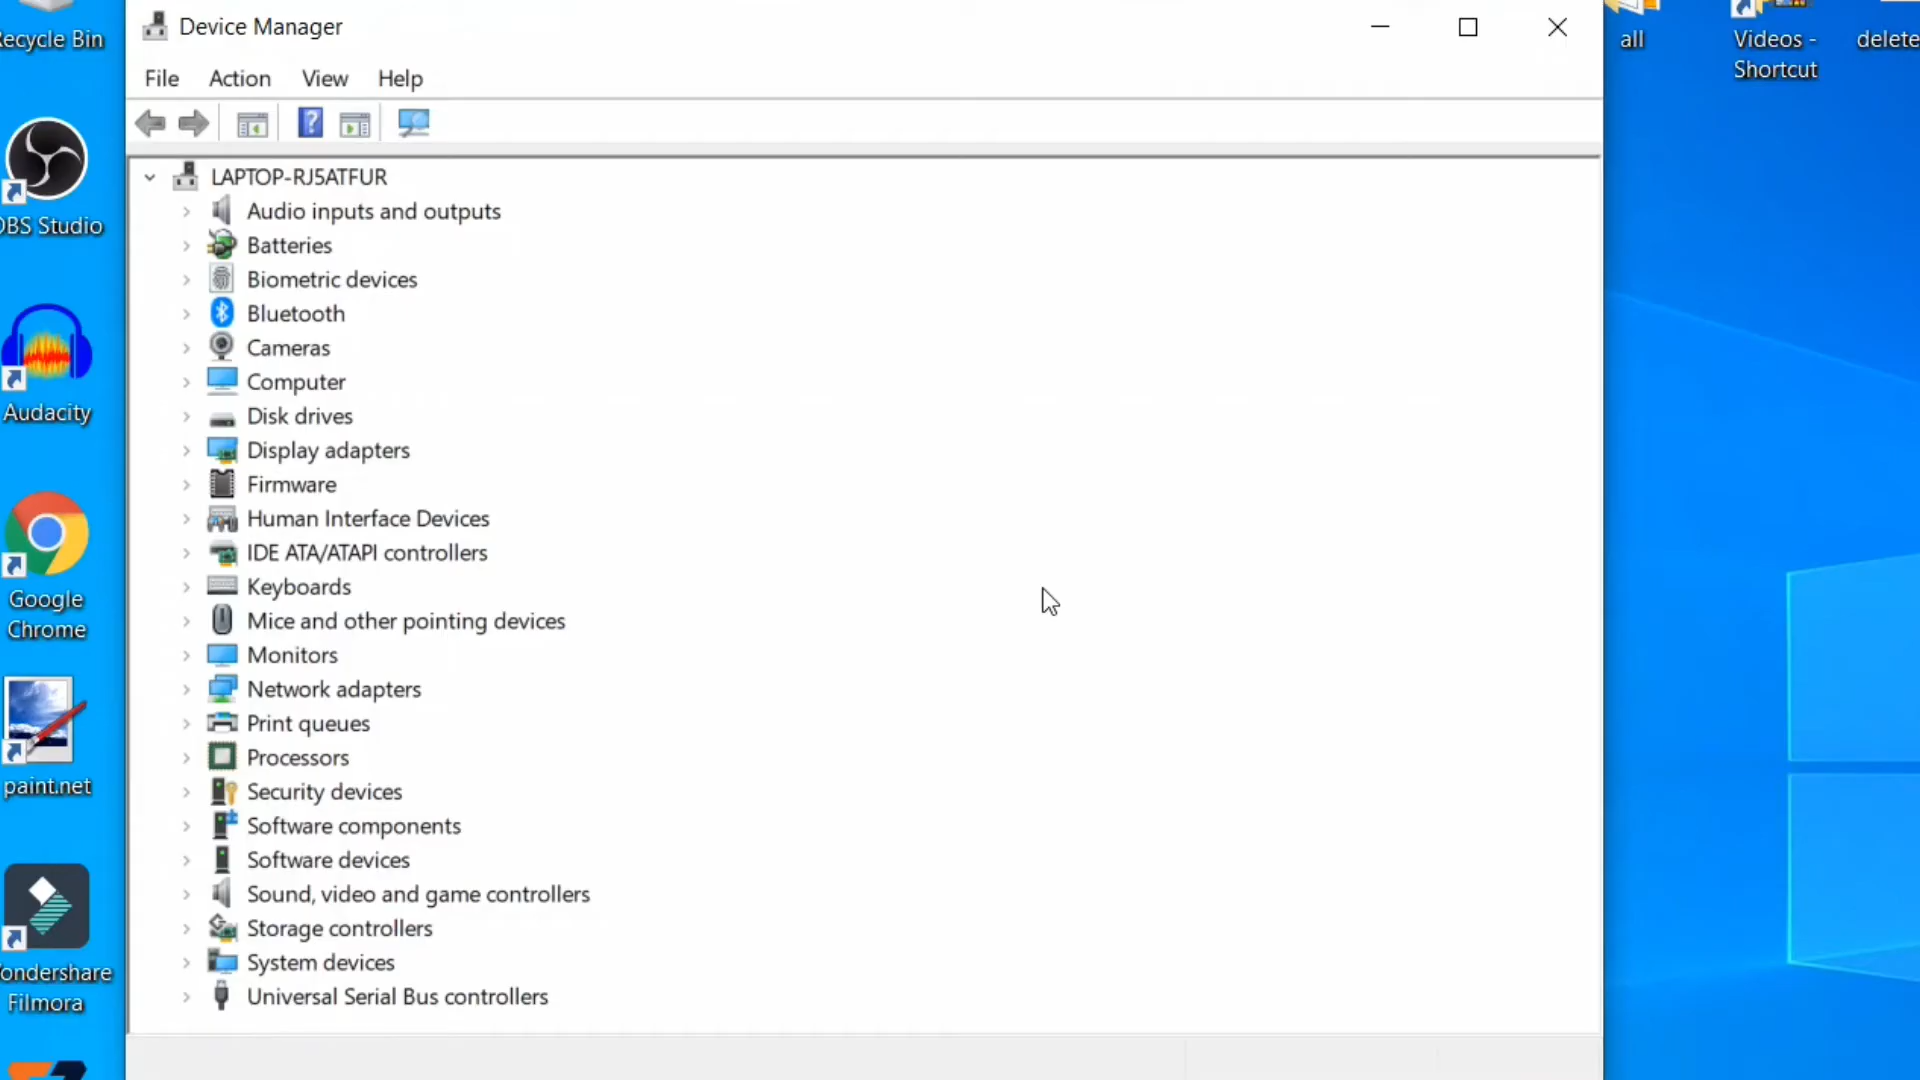 Device Manager
File Action View Help
LAPTOP-RJ5ATFUR
Audio inputs and outputs
Batteries
Biometric devices
Bluetooth
Cameras
Computer
Disk drives
Display adapters
Firmware
Human Interface Devices
IDE ATA/ATAPI controllers
Keyboards
Mice and other pointing devices
Monitors
Network adapters
Print queues
Processors
Security devices
Software components
Software devices
Sound, video and game controllers
Storage controllers
System devices
Universal Serial Bus controllers
ecycle Bin
OBS Studio
Audacity
Google
Chrome
paint.net
ondershare
Filmora
all
Videos -
Shortcut
delete